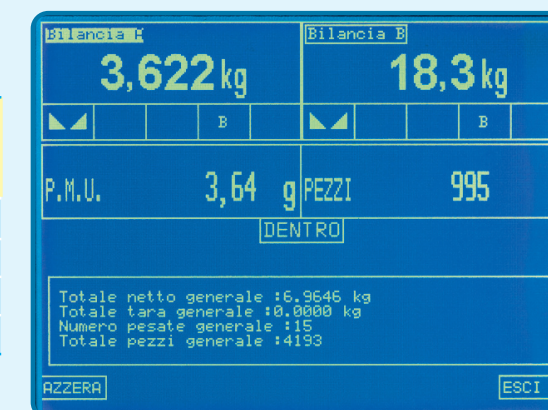 Bilancia A
Bilancia B
3,622 kg
18,3 kg
B
B
P.M.U. 3,64 g
PEZZI 995
DENTRO
Totale netto generale :6.9646 kg
Totale tara generale :0.0000 kg
Numero pesate generale :15
Totale pezzi generale :4193
AZZERA
ESCI